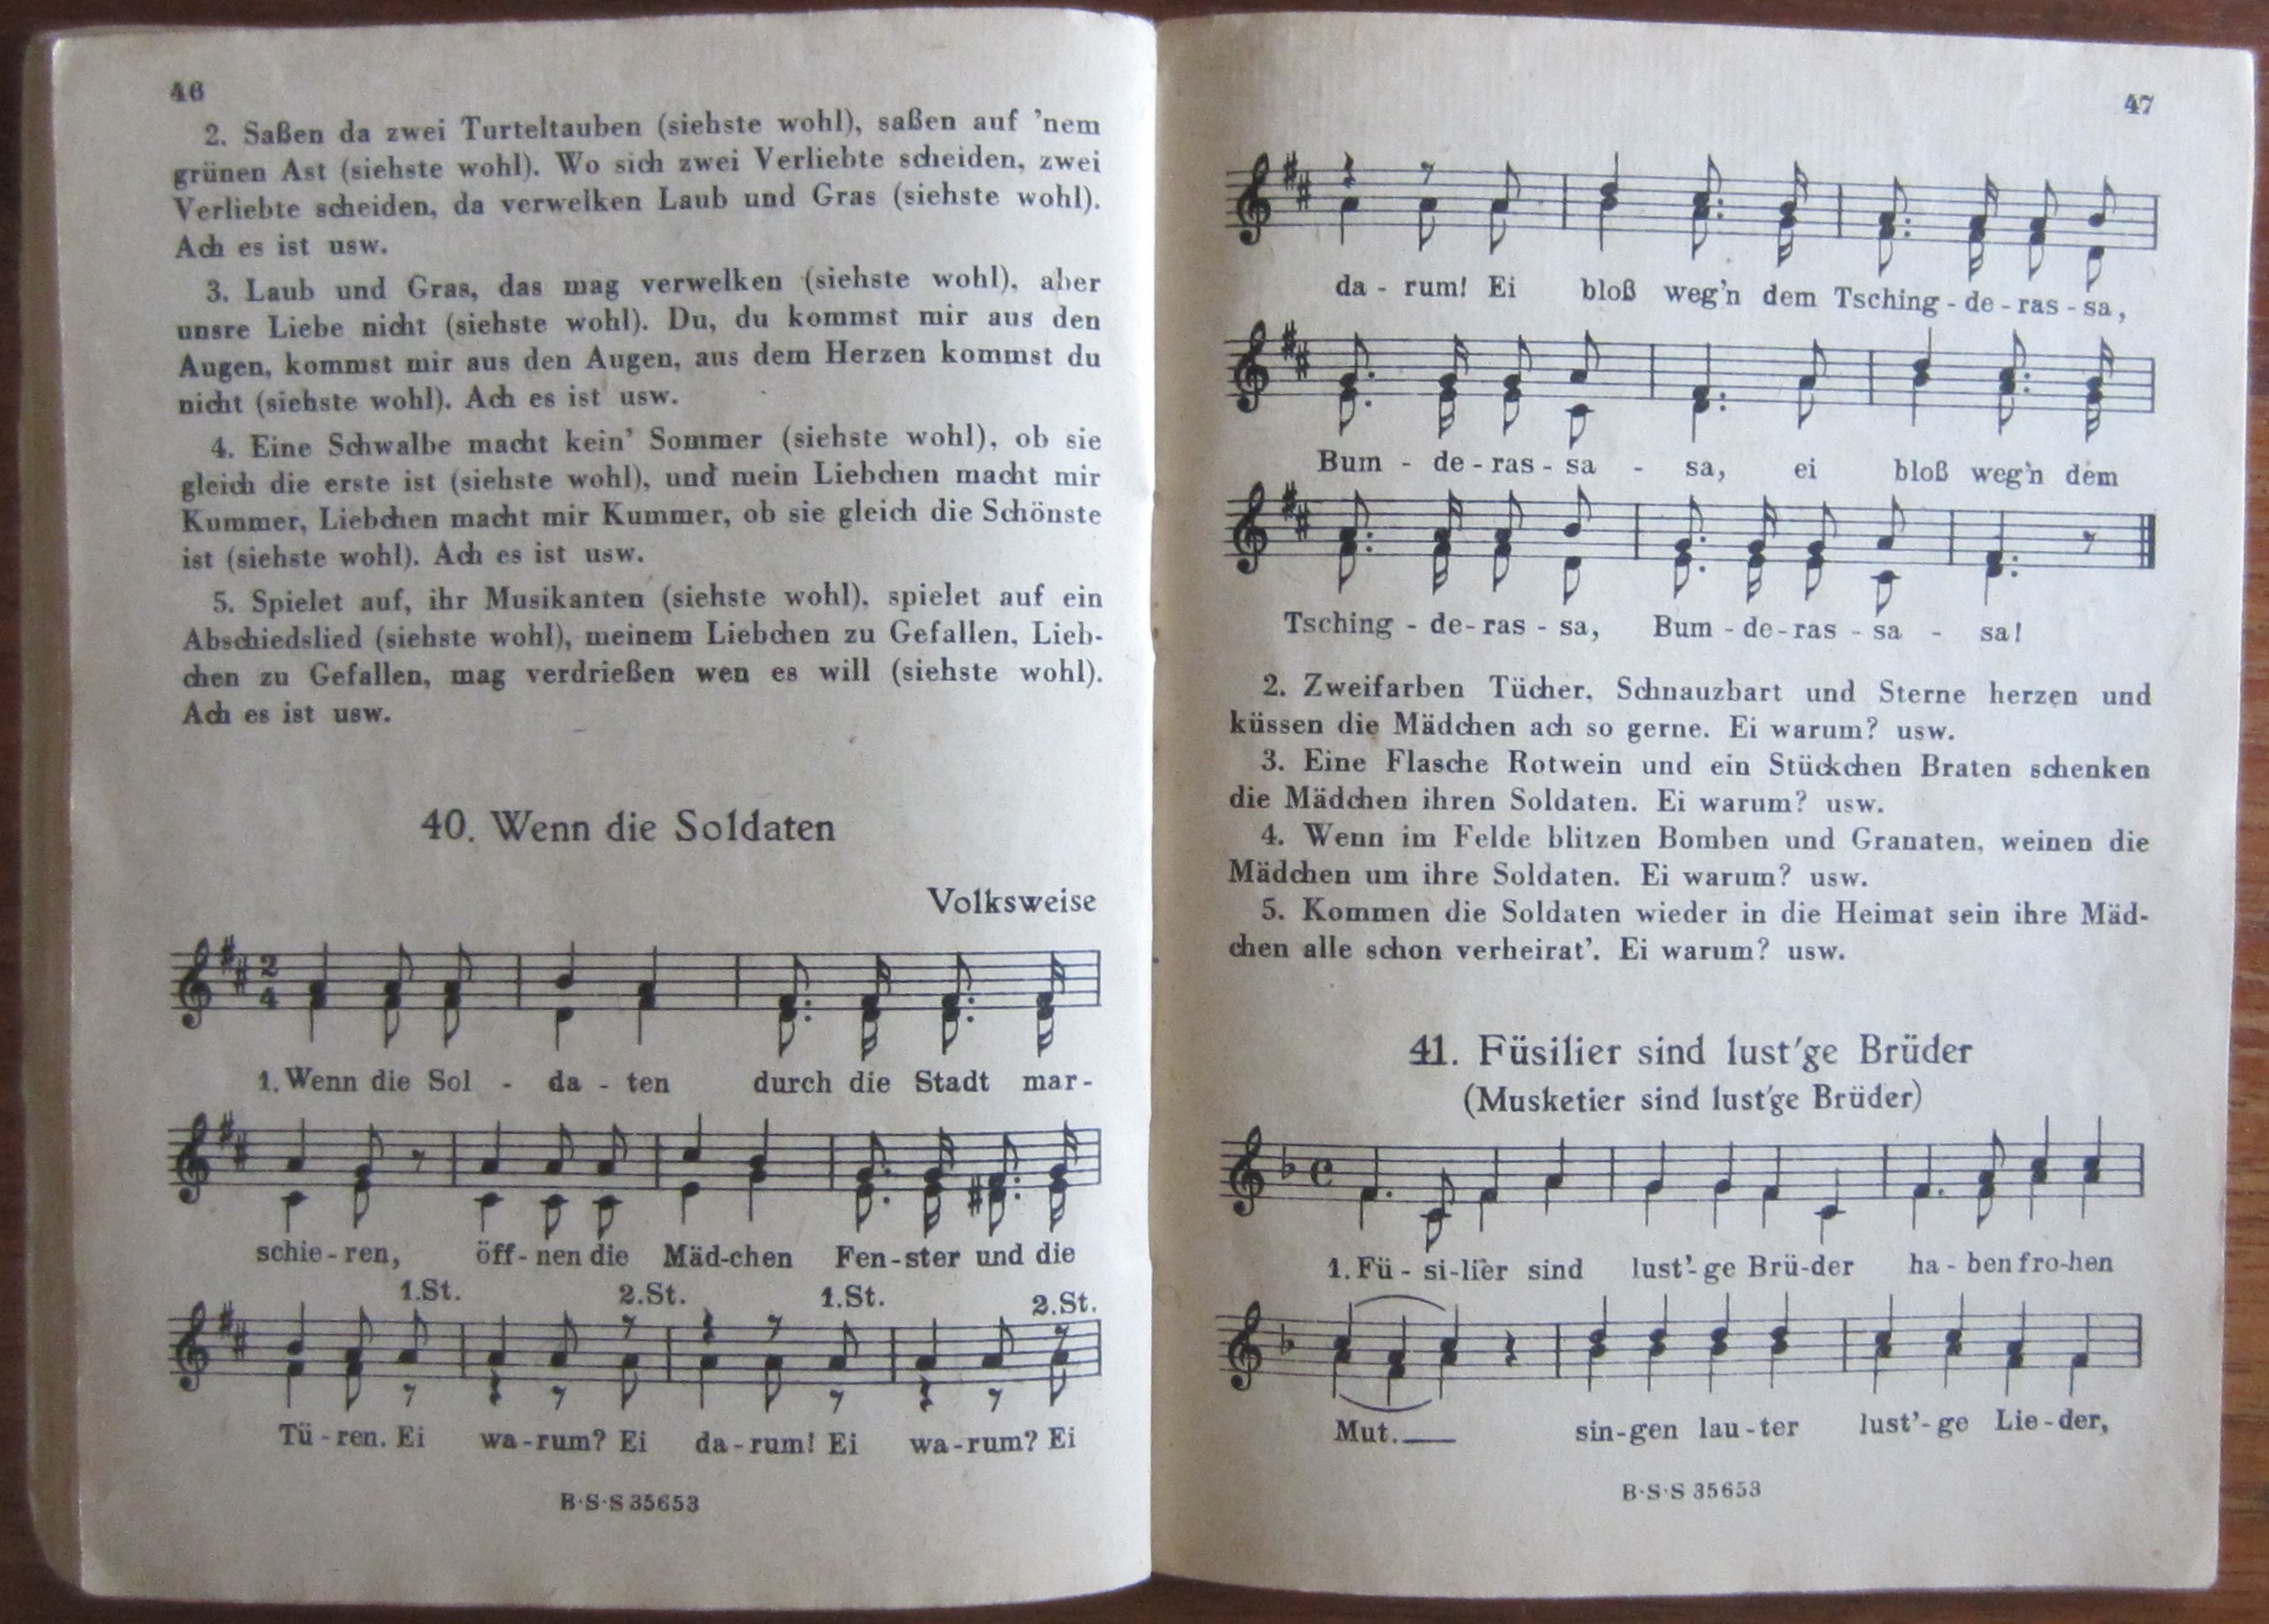 46
2. Saßen da zwei Turteltauben (siehste wohl), saßen auf ’nem
grünen Ast (siehste wohl). Wo sich zwei Verliebte scheiden, zwei
Verliebte scheiden, da verwelken Laub und Gras (siehste wohl).
Ach es ist usw.
3. Laub und Gras, das mag verwelken (siehste wohl), aber
unsre Liebe nicht (siehste wohl). Du, du kommst mir aus den
Augen, kommst mir aus den Augen, aus dem Herzen kommst du
nicht (siehste wohl). Ach es ist usw.
4. Eine Schwalbe macht kein’ Sommer (siehste wohl), ob sie
gleich die erste ist (siehste wohl), und mein Liebchen macht mir
Kummer, Liebchen macht mir Kummer, ob sie gleich die Schönste
ist (siehste wohl). Ach es ist usw.
5. Spielet auf, ihr Musikanten (siehste wohl), spielet auf ein
Abschiedslied (siehste wohl), meinem Liebchen zu Gefallen, Lieb-
chen zu Gefallen, mag verdrießen wen es will (siehste wohl).
Ach es ist usw.
40. Wenn die Soldaten
Volksweise
2
4
1. Wenn die Sol - da - ten durch die Stadt mar-
schie - ren, öff - nen die Mäd-chen Fen-ster und die
1.St. 2.St. 1.St. 2.St.
Tü - ren. Ei wa - rum? Ei da - rum! Ei wa - rum? Ei
B·S·S 35653
47
da - rum! Ei bloß weg’n dem Tsching - de - ras - sa,
Bum - de - ras - sa - sa, ei bloß weg’n dem
Tsching - de - ras - sa, Bum - de - ras - sa - sa!
2. Zweifarben Tücher, Schnauzbart und Sterne herzen und
küssen die Mädchen ach so gerne. Ei warum? usw.
3. Eine Flasche Rotwein und ein Stückchen Braten schenken
die Mädchen ihren Soldaten. Ei warum? usw.
4. Wenn im Felde blitzen Bomben und Granaten, weinen die
Mädchen um ihre Soldaten. Ei warum? usw.
5. Kommen die Soldaten wieder in die Heimat sein ihre Mäd-
chen alle schon verheirat’. Ei warum? usw.
41. Füsilier sind lust’ge Brüder
(Musketier sind lust’ge Brüder)
1. Fü - si - lier sind lust’- ge Brü-der ha - ben fro-hen
Mut. sin-gen lau - ter lust’- ge Lie - der,
B·S·S 35653